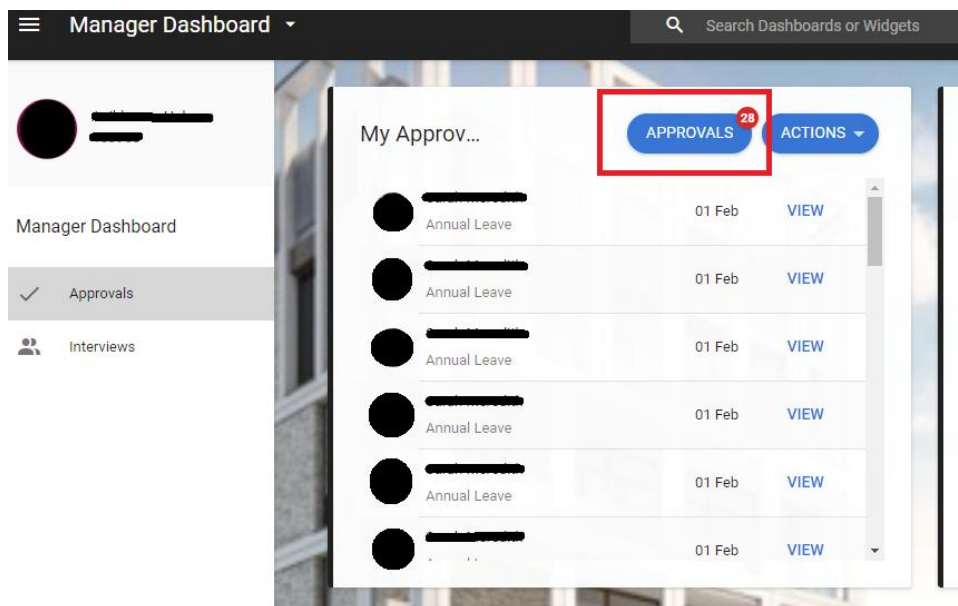 Manager Dashboard
Search Dashboards or Widgets
My Approv...
APPROVALS 28
ACTIONS
Manager Dashboard
Approvals
Interviews
01 Feb VIEW
Annual Leave
01 Feb VIEW
Annual Leave
01 Feb VIEW
Annual Leave
01 Feb VIEW
Annual Leave
01 Feb VIEW
Annual Leave
01 Feb VIEW